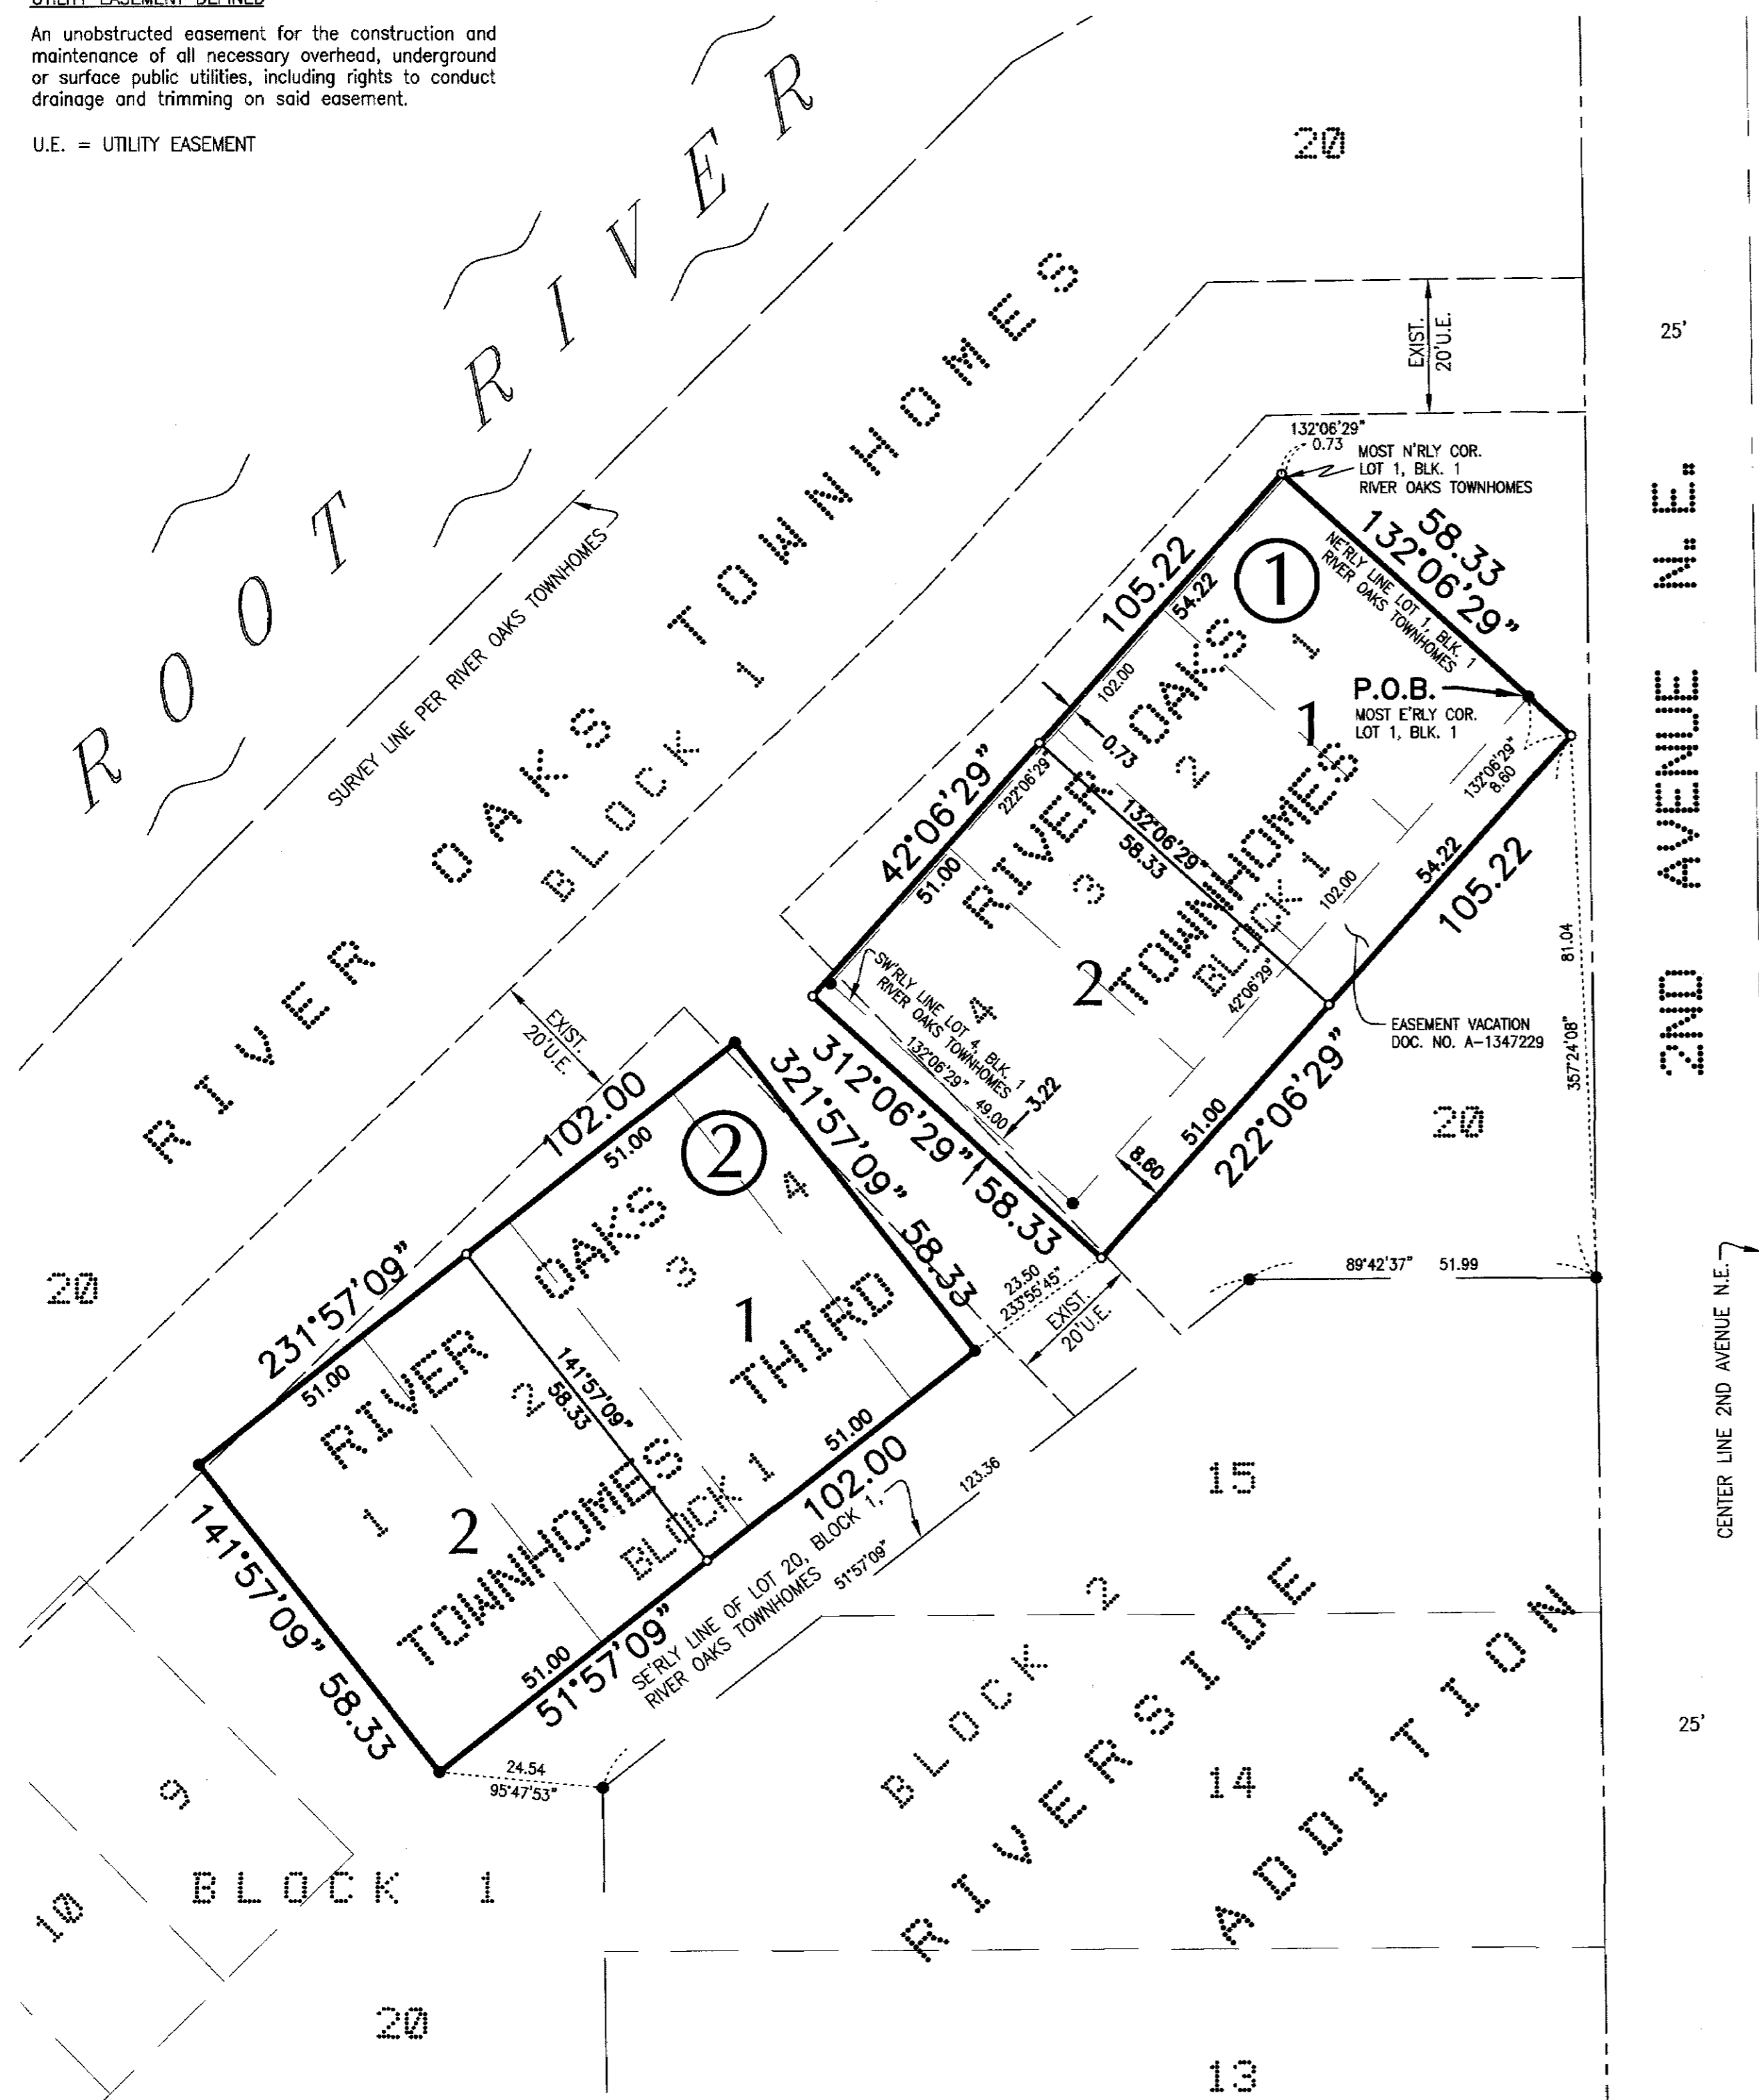 UTILITY EASEMENT DEFINED
An unobstructed easement for the construction and
maintenance of all necessary overhead, underground
or surface public utilities, including rights to conduct
drainage and trimming on said easement.
U.E. = UTILITY EASEMENT
ROOT RIVER
SURVEY LINE PER RIVER OAKS TOWNHOMES
RIVER OAKS TOWNHOMES
BLOCK 1
20
25'
EXIST.
20'U.E.
132°06'29"
0.73
MOST N'RLY COR.
LOT 1, BLK. 1
RIVER OAKS TOWNHOMES
58.33
132°06'29"
NE'RLY LINE LOT 1, BLK. 1
RIVER OAKS TOWNHOMES
1
105.22
54.22
102.00
1
1
P.O.B.
MOST E'RLY COR.
LOT 1, BLK. 1
132°06'29"
8.60
0.73
2
42°06'29"
222°06'29"
51.00
132°06'29"
58.33
3
RIVER OAKS
TOWNHOMES
BLOCK 1
102.00
42°06'29"
54.22
105.22
2
4
SW'RLY LINE LOT 4, BLK. 1
RIVER OAKS TOWNHOMES
132°06'29"
49.00
3.22
312°06'29" 58.33
8.60
51.00
222°06'29"
EASEMENT VACATION
DOC. NO. A-1347229
81.04
357°24'08"
20
2ND AVENUE N.E.
89°42'37" 51.99
CENTER LINE 2ND AVENUE N.E.
EXIST.
20'U.E.
102.00
51.00
2
321°57'09" 58.33
4
3
1
23.50
233°55'45"
EXIST.
20'U.E.
20
231°57'09"
51.00
RIVER OAKS
THIRD
2
141°57'09"
58.33
1
2
TOWNHOMES
BLOCK 1
51.00
102.00
141°57'09" 58.33
51.00
51°57'09"
SE'RLY LINE OF LOT 20, BLOCK 1,
RIVER OAKS TOWNHOMES
51°57'09"
123.36
24.54
95°47'53"
15
BLOCK 2
RIVERSIDE
ADDITION
25'
14
9
10
BLOCK 1
20
13